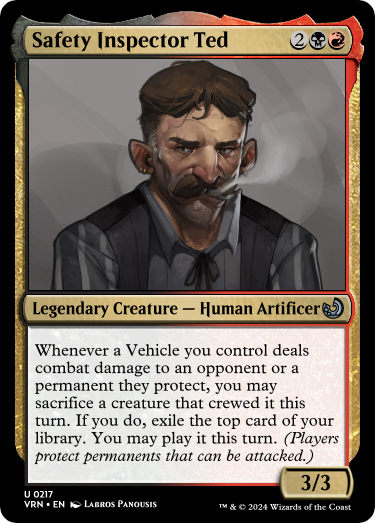 Safety Inspector Ted 2
Legendary Creature — Human Artificer
Whenever a Vehicle you control deals
combat damage to an opponent or a
permanent they protect, you may
sacrifice a creature that crewed it this
turn. If you do, exile the top card of your
library. You may play it this turn. (Players
protect permanents that can be attacked.)
3/3
U 0217
VRN • EN Labros Panousis
™ & © 2024 Wizards of the Coast